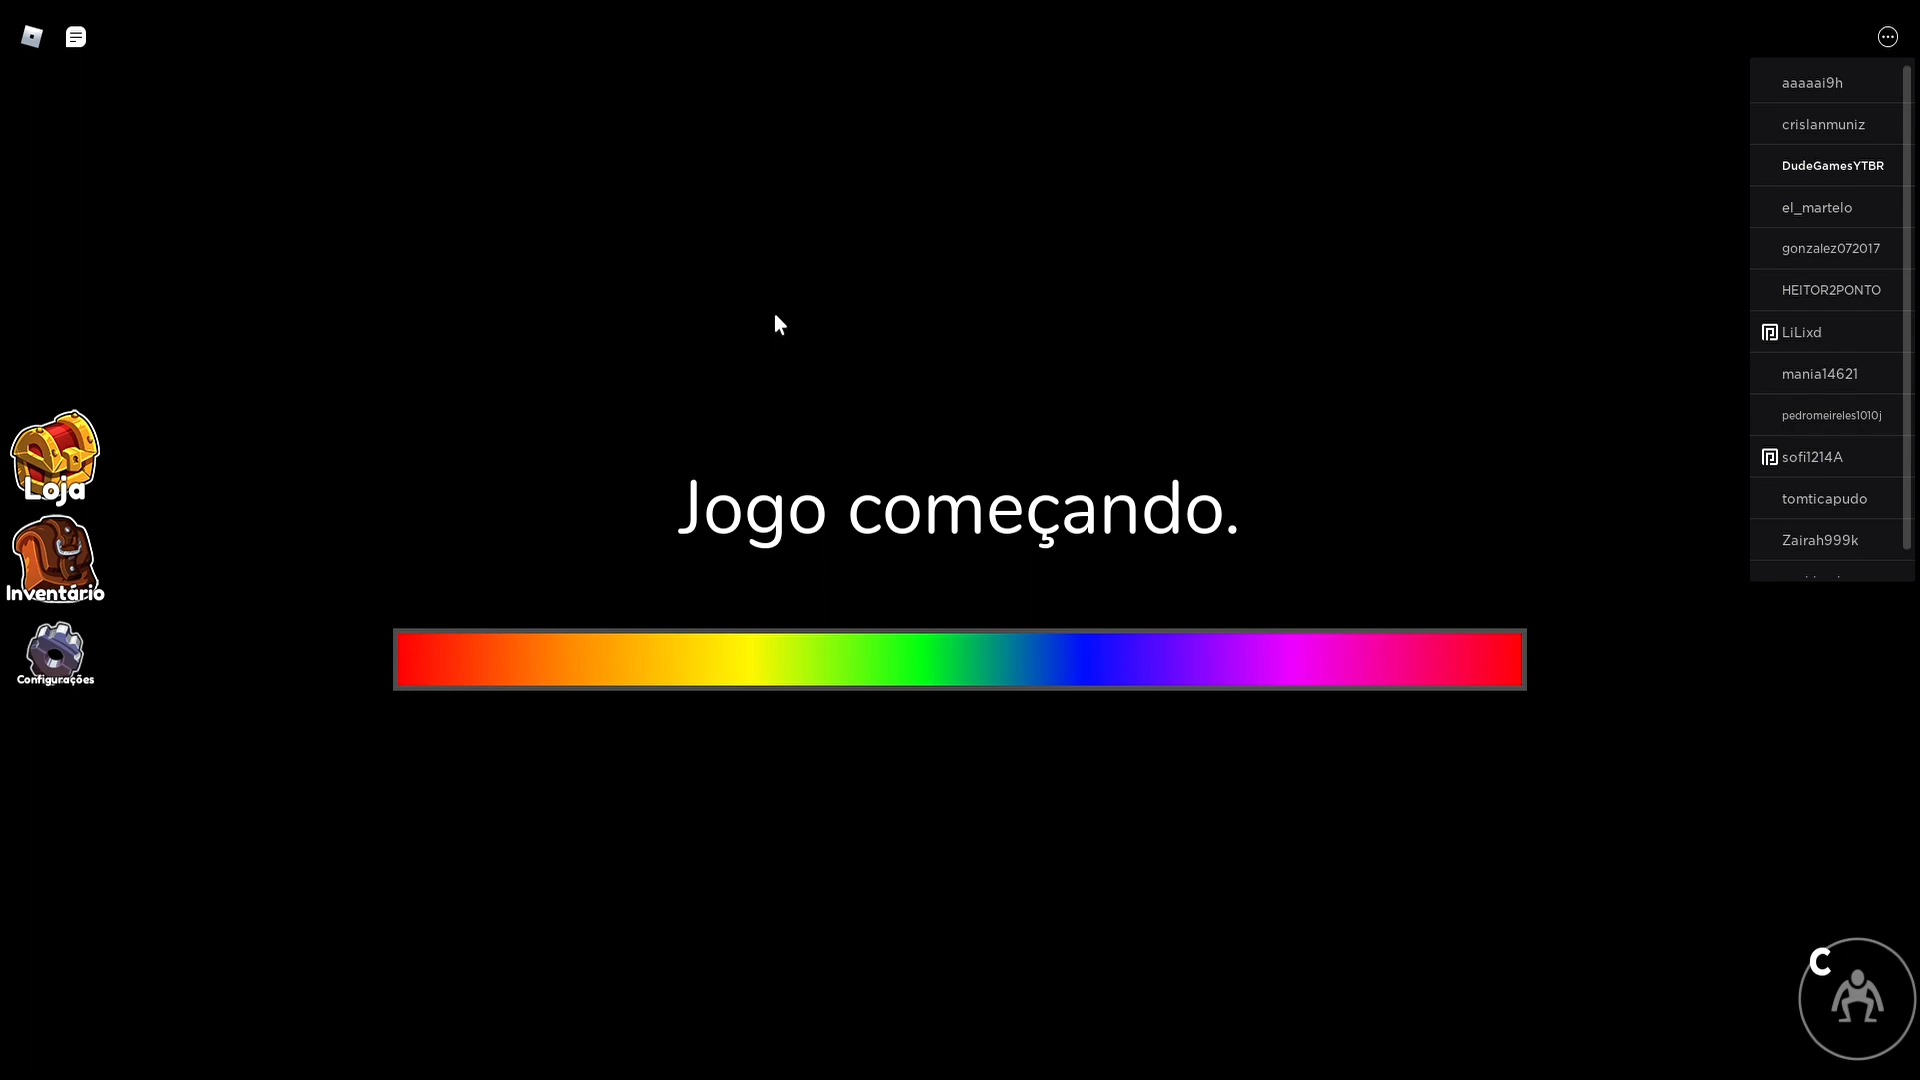 aaaaai9h
crislanmuniz
DudeGamesYTBR
el_martelo
gonzalez072017
HEITOR2PONTO
LiLixd
mania14621
pedromeireles1010j
sofi1214A
tomticapudo
Zairah999k
Loja
Inventário
Configurações
Jogo começando.
C